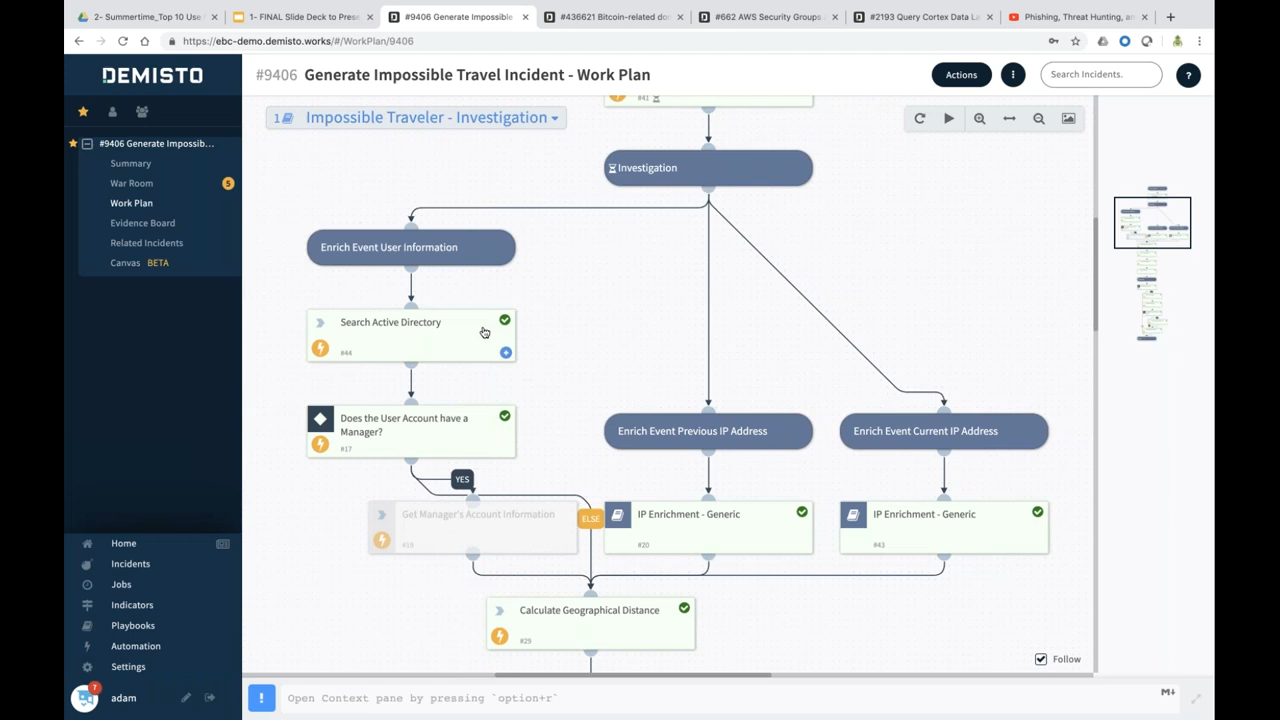 2- Summertime_Top 10 Use
1- FINAL Slide Deck to Prese
#9406 Generate Impossible
#436621 Bitcoin-related do
#662 AWS Security Groups
#2193 Query Cortex Data La
Phishing, Threat Hunting, an
https://ebc-demo.demisto.works/#/WorkPlan/9406
DEMISTO
#9406 Generate Impossible Travel Incident - Work Plan
Actions
Search Incidents.
?
#9406 Generate Impossib...
Summary
War Room
5
Work Plan
Evidence Board
Related Incidents
Canvas BETA
Home
Incidents
Jobs
Indicators
Playbooks
Automation
Settings
7
adam
1
Impossible Traveler - Investigation
#41
Investigation
Enrich Event User Information
Search Active Directory
#44
Does the User Account have a
Manager?
#17
YES
Enrich Event Previous IP Address
Enrich Event Current IP Address
Get Manager's Account Information
#19
ELSE
IP Enrichment - Generic
#20
IP Enrichment - Generic
#43
Calculate Geographical Distance
#29
Follow
!
Open Context pane by pressing `option+r`
M+